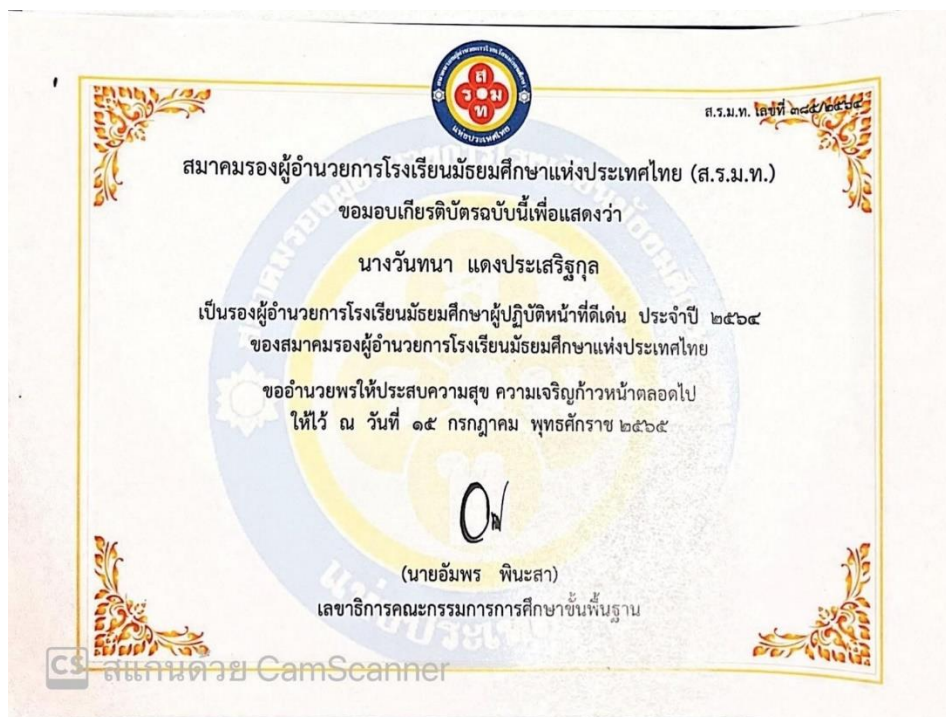 ส
ร ม
ท
แห่งประเทศไทย
ส.ร.ม.ท. เลขที่ ๓๘๕/๒๕๖๔
สมาคมรองผู้อำนวยการโรงเรียนมัธยมศึกษาแห่งประเทศไทย (ส.ร.ม.ท.)
ขอมอบเกียรติบัตรฉบับนี้เพื่อแสดงว่า
นางวันทนา แดงประเสริฐกุล
เป็นรองผู้อำนวยการโรงเรียนมัธยมศึกษาผู้ปฏิบัติหน้าที่ดีเด่น ประจำปี ๒๕๖๔
ของสมาคมรองผู้อำนวยการโรงเรียนมัธยมศึกษาแห่งประเทศไทย
ขออำนวยพรให้ประสบความสุข ความเจริญก้าวหน้าตลอดไป
ให้ไว้ ณ วันที่ ๑๕ กรกฎาคม พุทธศักราช ๒๕๖๕
(นายอัมพร พินะสา)
เลขาธิการคณะกรรมการการศึกษาขั้นพื้นฐาน
CS สแกนด้วย CamScanner